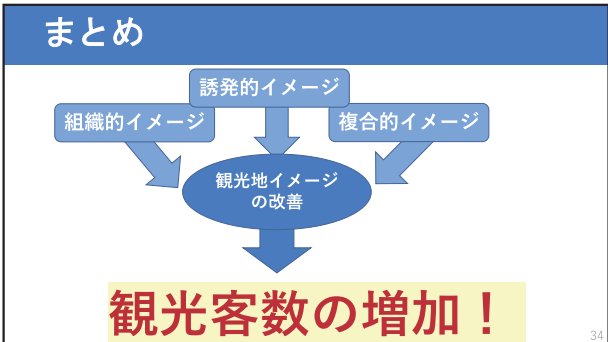 まとめ
誘発的イメージ
組織的イメージ
複合的イメージ
観光地イメージ
の改善
観光客数の増加！
34